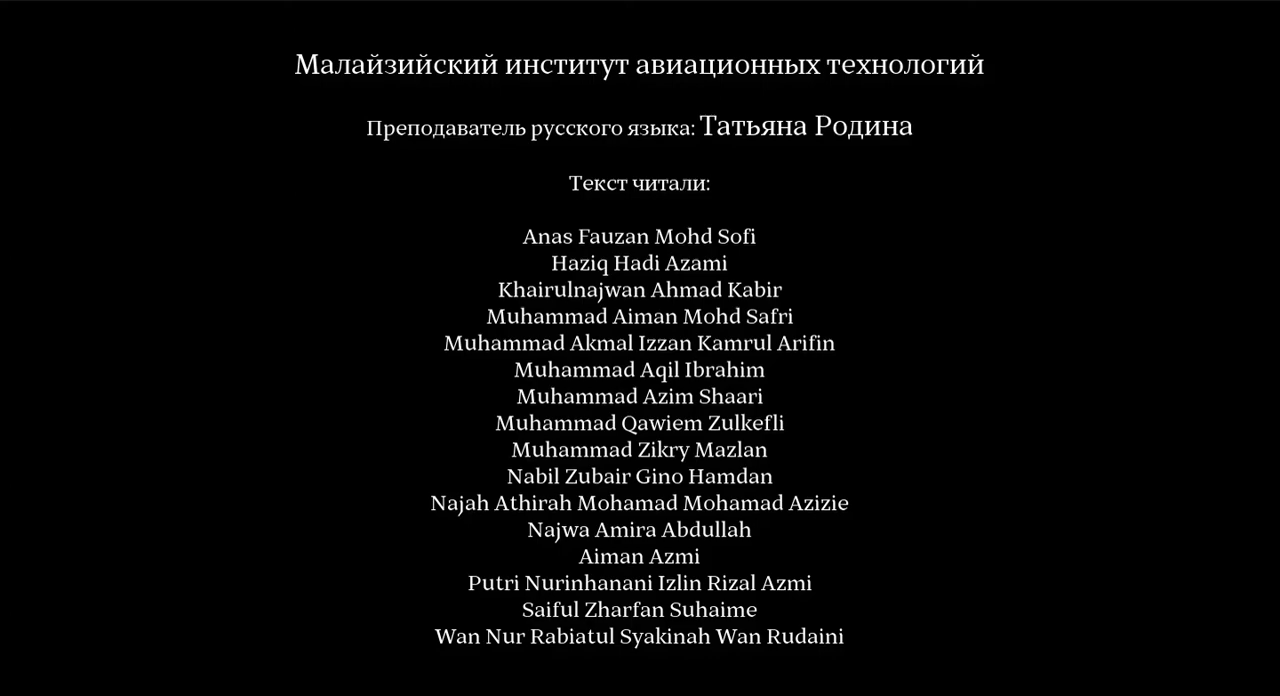 Малайзийский институт авиационных технологий
Преподаватель русского языка: Татьяна Родина
Текст читали:
Anas Fauzan Mohd Sofi
Haziq Hadi Azami
Khairulnajwan Ahmad Kabir
Muhammad Aiman Mohd Safri
Muhammad Akmal Izzan Kamrul Arifin
Muhammad Aqil Ibrahim
Muhammad Azim Shaari
Muhammad Qawiem Zulkefli
Muhammad Zikry Mazlan
Nabil Zubair Gino Hamdan
Najah Athirah Mohamad Mohamad Azizie
Najwa Amira Abdullah
Aiman Azmi
Putri Nurinhanani Izlin Rizal Azmi
Saiful Zharfan Suhaime
Wan Nur Rabiatul Syakinah Wan Rudaini